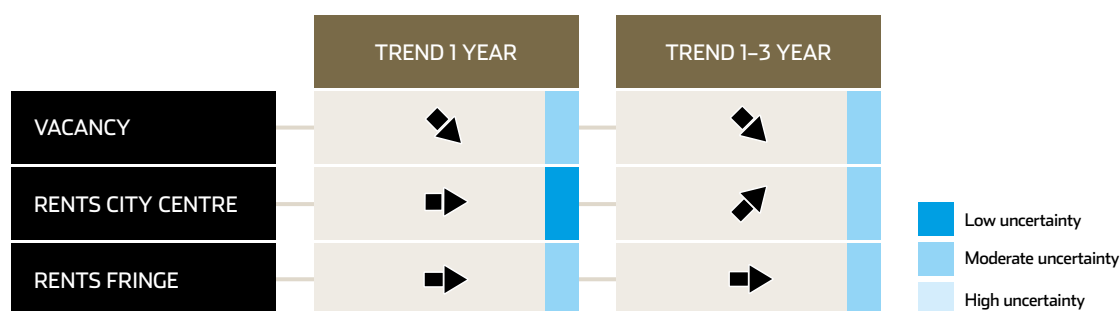 TREND 1 YEAR
TREND 1–3 YEAR
VACANCY
RENTS CITY CENTRE
RENTS FRINGE
Low uncertainty
Moderate uncertainty
High uncertainty